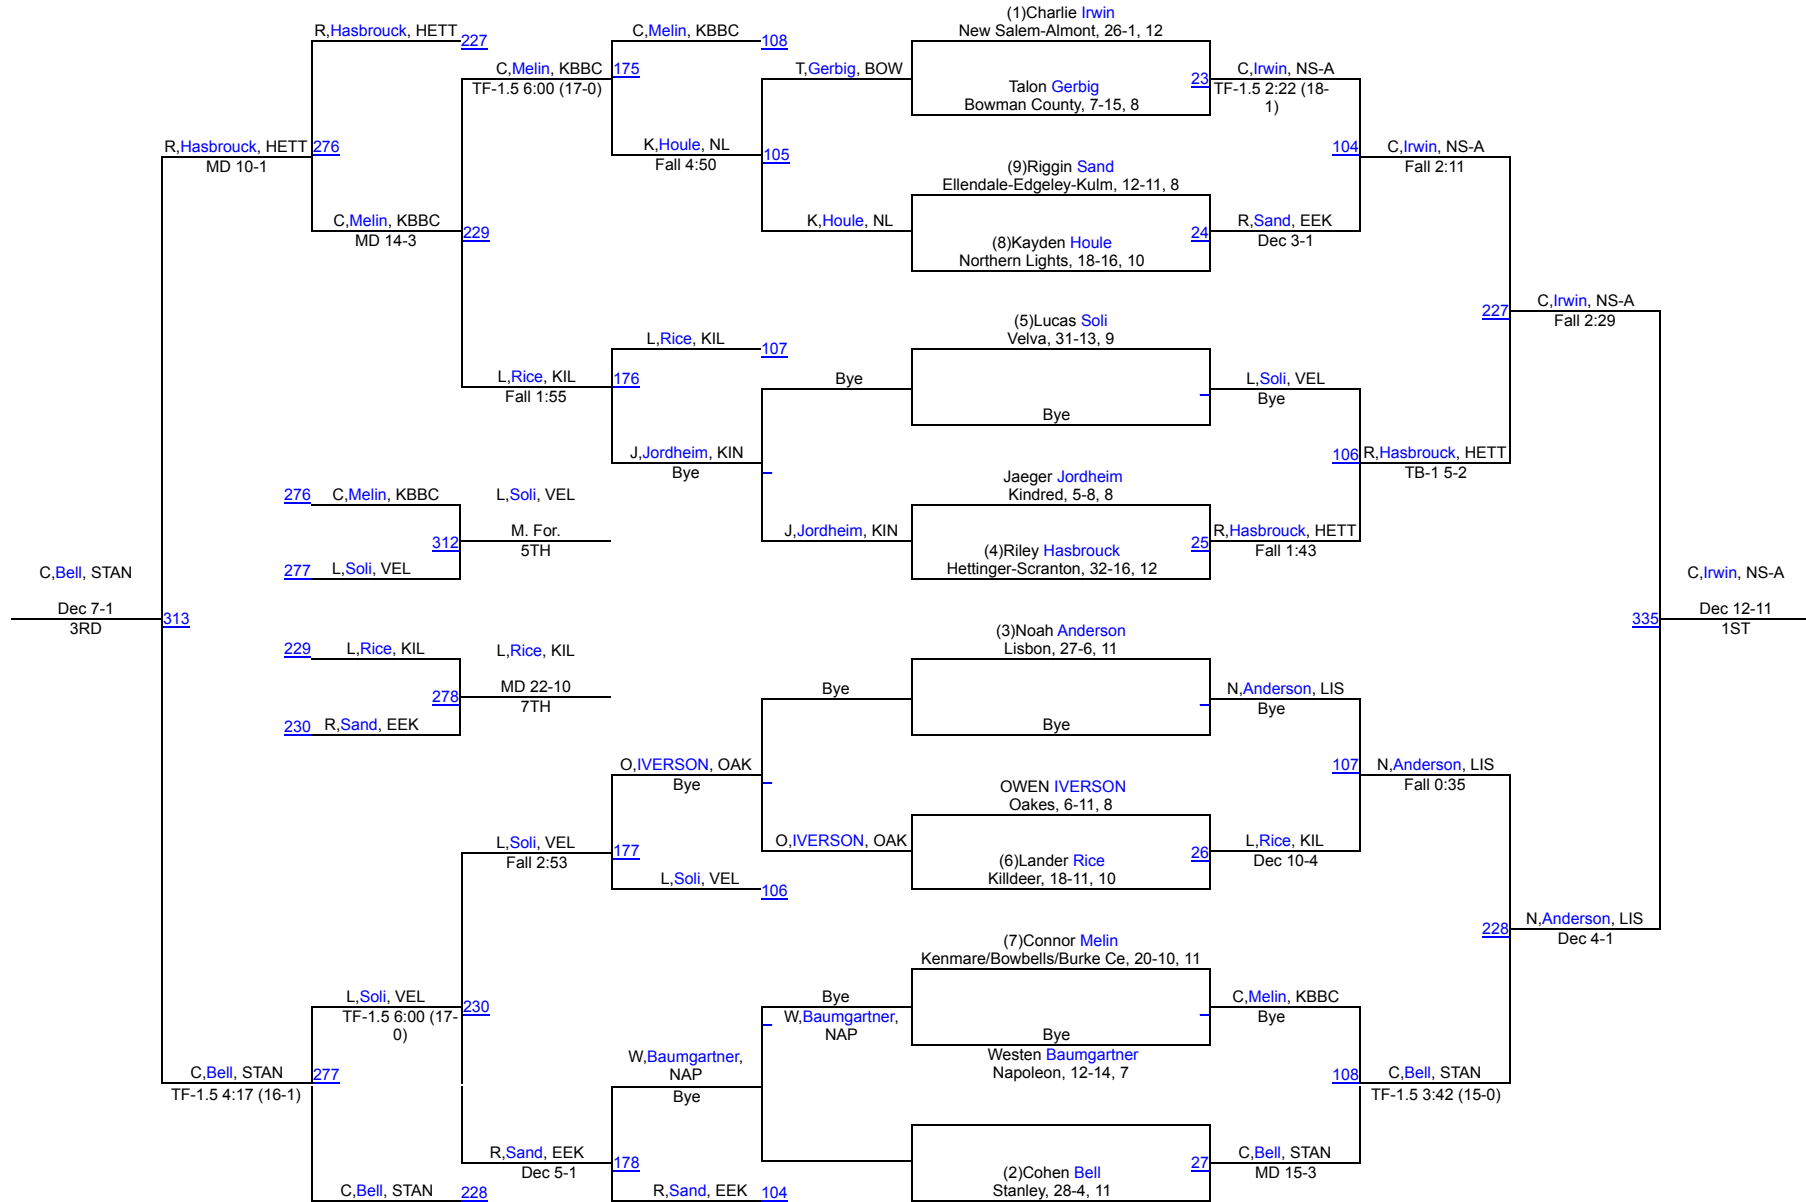 R,Hasbrouck, HETT
227
276
R,Hasbrouck, HETT
MD 10-1
C,Melin, KBBC
MD 14-3
229
C,Melin, KBBC
TF-1.5 6:00 (17-0)
175
C,Melin, KBBC
108
K,Houle, NL
Fall 4:50
105
T,Gerbig, BOW
K,Houle, NL
L,Rice, KIL
Fall 1:55
176
L,Rice, KIL
107
J,Jordheim, KIN
Bye
Bye
J,Jordheim, KIN
276
C,Melin, KBBC
L,Soli, VEL
312
M. For.
5TH
277
L,Soli, VEL
C,Bell, STAN
Dec 7-1
3RD
313
229
L,Rice, KIL
L,Rice, KIL
278
MD 22-10
7TH
230
R,Sand, EEK
O,IVERSON, OAK
Bye
Bye
O,IVERSON, OAK
L,Soli, VEL
Fall 2:53
177
L,Soli, VEL
106
L,Soli, VEL
TF-1.5 6:00 (17-
0)
230
C,Bell, STAN
TF-1.5 4:17 (16-1)
277
C,Bell, STAN
228
R,Sand, EEK
Dec 5-1
178
R,Sand, EEK
104
W,Baumgartner,
NAP
Bye
Bye
W,Baumgartner,
NAP
(1)Charlie Irwin
New Salem-Almont, 26-1, 12
Talon Gerbig
Bowman County, 7-15, 8
23
C,Irwin, NS-A
TF-1.5 2:22 (18-
1)
(9)Riggin Sand
Ellendale-Edgeley-Kulm, 12-11, 8
(8)Kayden Houle
Northern Lights, 18-16, 10
24
R,Sand, EEK
Dec 3-1
104
C,Irwin, NS-A
Fall 2:11
(5)Lucas Soli
Velva, 31-13, 9
Bye
L,Soli, VEL
Bye
Jaeger Jordheim
Kindred, 5-8, 8
(4)Riley Hasbrouck
Hettinger-Scranton, 32-16, 12
25
R,Hasbrouck, HETT
Fall 1:43
106
R,Hasbrouck, HETT
TB-1 5-2
227
C,Irwin, NS-A
Fall 2:29
(3)Noah Anderson
Lisbon, 27-6, 11
Bye
N,Anderson, LIS
Bye
OWEN IVERSON
Oakes, 6-11, 8
(6)Lander Rice
Killdeer, 18-11, 10
26
L,Rice, KIL
Dec 10-4
107
N,Anderson, LIS
Fall 0:35
(7)Connor Melin
Kenmare/Bowbells/Burke Ce, 20-10, 11
Bye
C,Melin, KBBC
Bye
Westen Baumgartner
Napoleon, 12-14, 7
(2)Cohen Bell
Stanley, 28-4, 11
27
C,Bell, STAN
MD 15-3
108
C,Bell, STAN
TF-1.5 3:42 (15-0)
228
N,Anderson, LIS
Dec 4-1
C,Irwin, NS-A
335
Dec 12-11
1ST